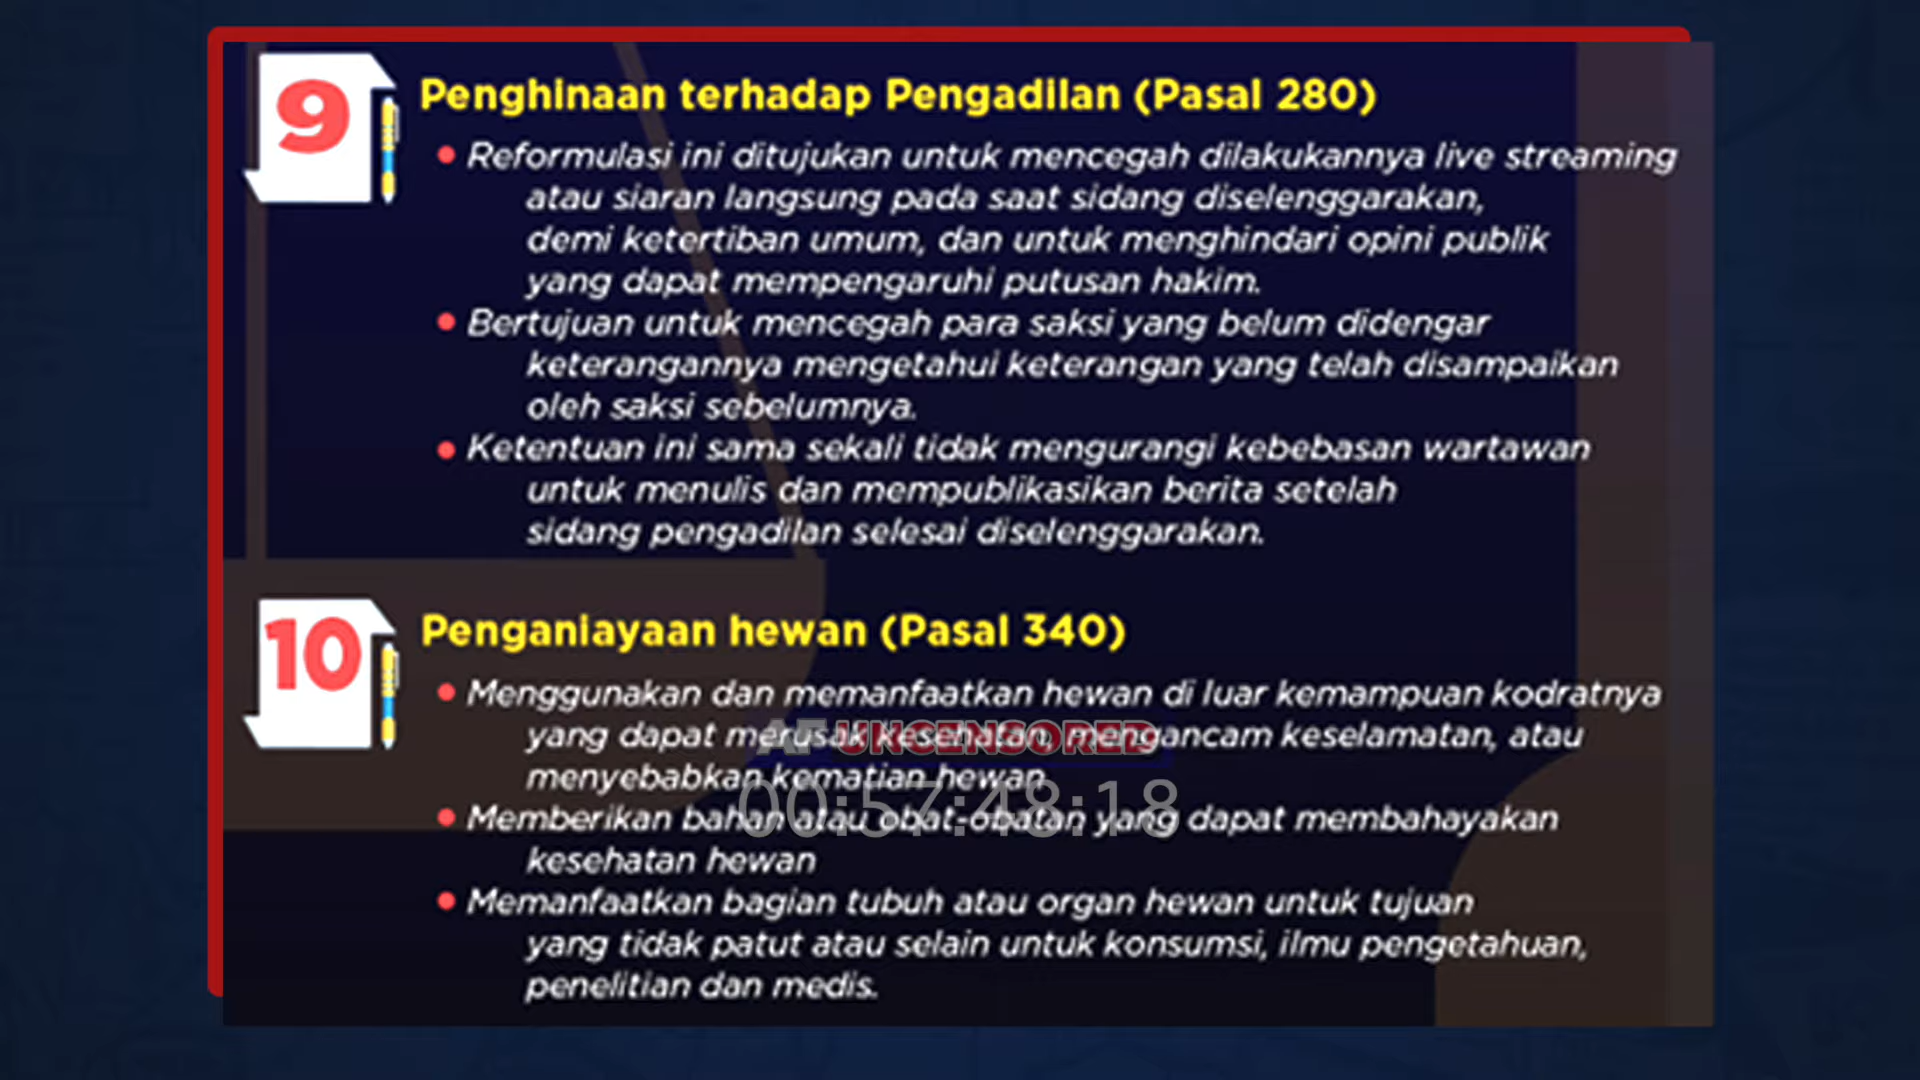 9
Penghinaan terhadap Pengadilan (Pasal 280)
Reformulasi ini ditujukan untuk mencegah dilakukannya live streaming
atau siaran langsung pada saat sidang diselenggarakan,
demi ketertiban umum, dan untuk menghindari opini publik
yang dapat mempengaruhi putusan hakim.
Bertujuan untuk mencegah para saksi yang belum didengar
keterangannya mengetahui keterangan yang telah disampaikan
oleh saksi sebelumnya.
Ketentuan ini sama sekali tidak mengurangi kebebasan wartawan
untuk menulis dan mempublikasikan berita setelah
sidang pengadilan selesai diselenggarakan.
10
Penganiayaan hewan (Pasal 340)
Menggunakan dan memanfaatkan hewan di luar kemampuan kodratnya
yang dapat merusak kesehatan, mengancam keselamatan, atau
menyebabkan kematian hewan
AF UNCENSORED
00:57:48:18
Memberikan bahan atau obat-obatan yang dapat membahayakan
kesehatan hewan
Memanfaatkan bagian tubuh atau organ hewan untuk tujuan
yang tidak patut atau selain untuk konsumsi, ilmu pengetahuan,
penelitian dan medis.